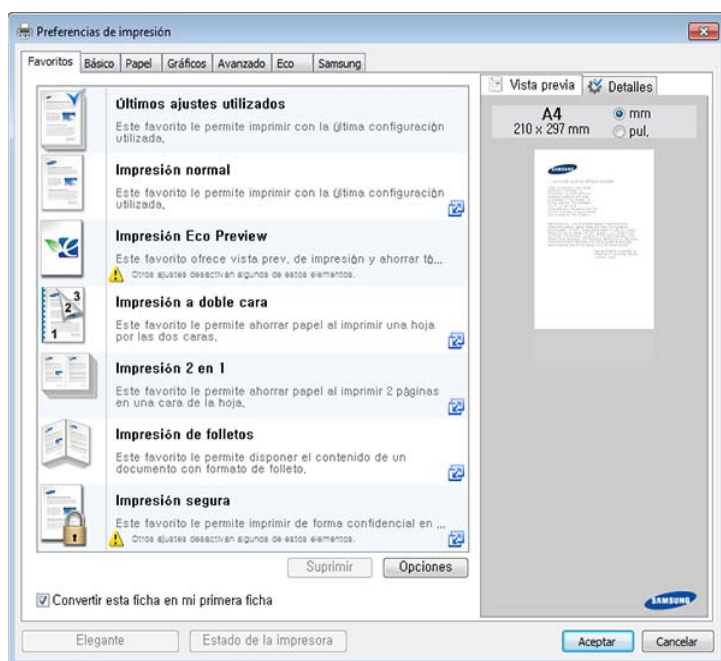 Preferencias de impresión
Favoritos Básico Papel Gráficos Avanzado Eco Samsung
Últimos ajustes utilizados
Este favorito le permite imprimir con la última configuración
utilizada.
Impresión normal
Este favorito le permite imprimir con la última configuración
utilizada.
Impresión Eco Preview
Este favorito ofrece vista prev. de impresión y ahorrar tó...
Otros ajustes desactivan algunos de estos elementos.
3
2
1
Impresión a doble cara
Este favorito le permite ahorrar papel al imprimir una hoja
por las dos caras.
Impresión 2 en 1
Este favorito le permite ahorrar papel al imprimir 2 páginas
en una cara de la hoja.
Impresión de folletos
Este favorito le permite disponer el contenido de un
documento con formato de folleto.
Impresión segura
Este favorito le permite imprimir de forma confidencial en ...
Otros ajustes desactivan algunos de estos elementos.
Suprimir Opciones
Convertir esta ficha en mi primera ficha
Elegante Estado de la impresora
Vista previa Detalles
A4 mm
210 x 297 mm pul.
SAMSUNG
SAMSUNG
Aceptar Cancelar